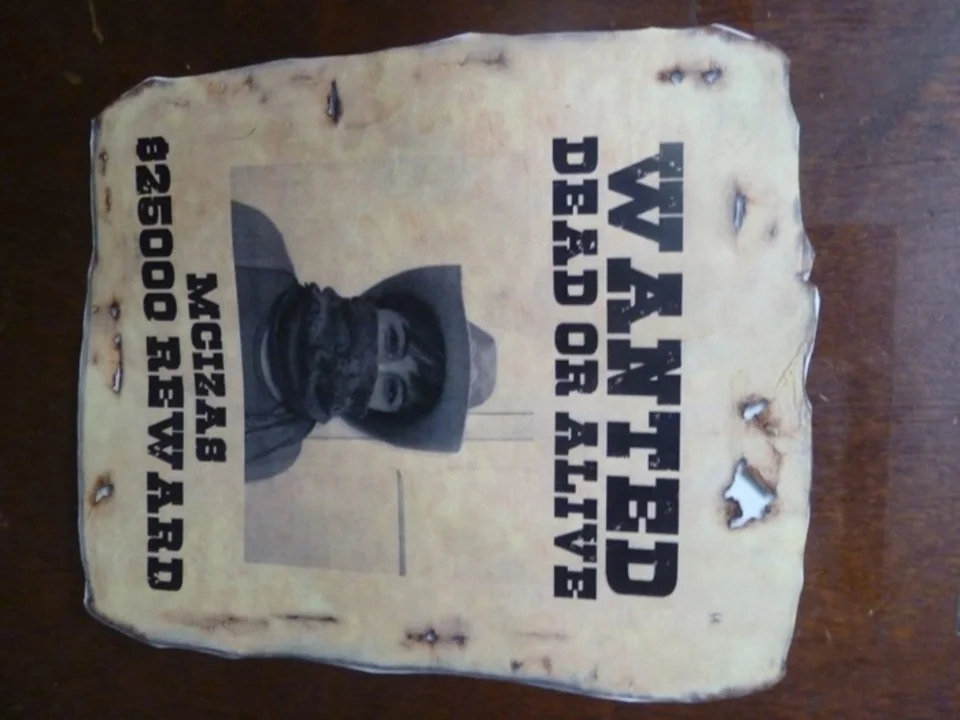 WANTED
DEAD OR ALIVE
MCIZAS
$25000 REWARD